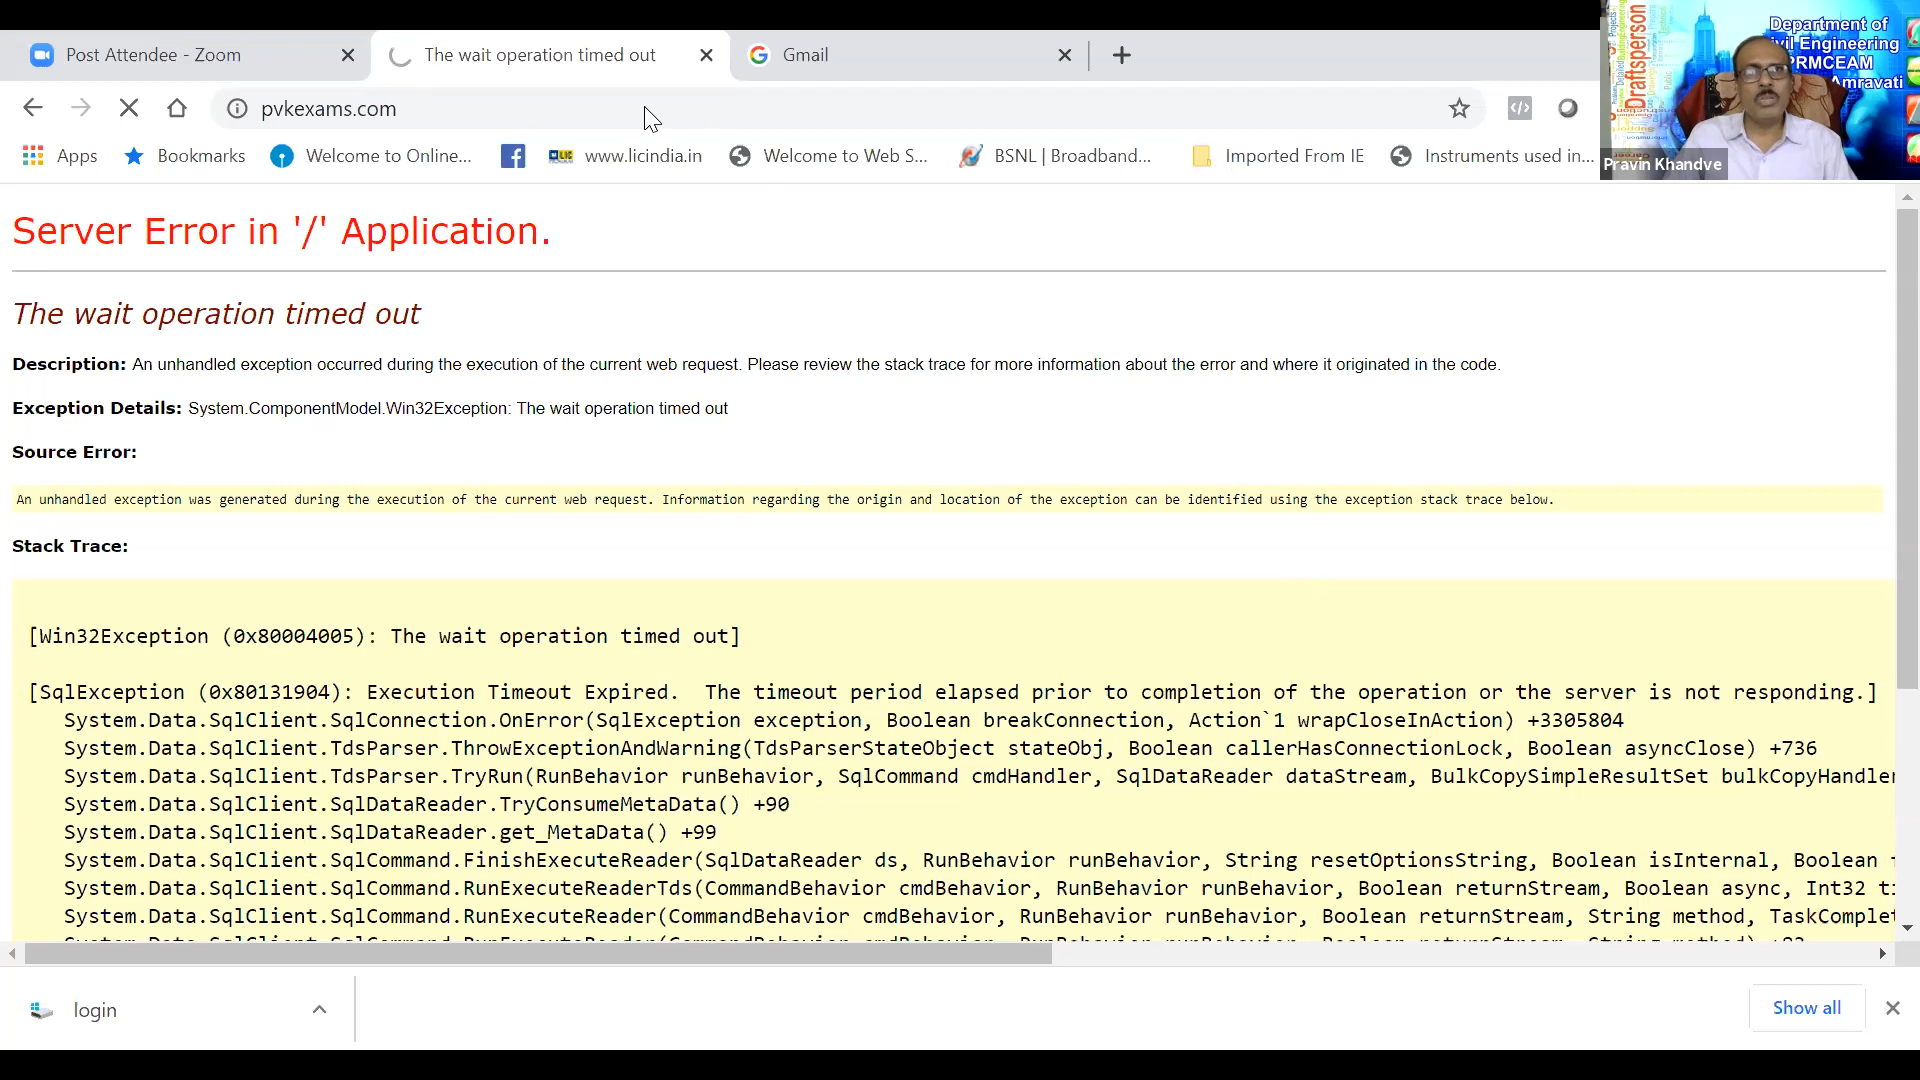 Post Attendee - Zoom
The wait operation timed out
Gmail
pvkexams.com
Apps
Bookmarks
Welcome to Online...
www.licindia.in
Welcome to Web S...
BSNL | Broadband...
Imported From IE
Instruments used in...
Draftsperson
Department of
Civil Engineering
PRMCEAM
Amravati
Pravin Khandve
Server Error in '/' Application.
The wait operation timed out
Description: An unhandled exception occurred during the execution of the current web request. Please review the stack trace for more information about the error and where it originated in the code.
Exception Details: System.ComponentModel.Win32Exception: The wait operation timed out
Source Error:
An unhandled exception was generated during the execution of the current web request. Information regarding the origin and location of the exception can be identified using the exception stack trace below.
Stack Trace:
[Win32Exception (0x80004005): The wait operation timed out]
[SqlException (0x80131904): Execution Timeout Expired.  The timeout period elapsed prior to completion of the operation or the server is not responding.]
System.Data.SqlClient.SqlConnection.OnError(SqlException exception, Boolean breakConnection, Action`1 wrapCloseInAction) +3305804
System.Data.SqlClient.TdsParser.ThrowExceptionAndWarning(TdsParserStateObject stateObj, Boolean callerHasConnectionLock, Boolean asyncClose) +736
System.Data.SqlClient.TdsParser.TryRun(RunBehavior runBehavior, SqlCommand cmdHandler, SqlDataReader dataStream, BulkCopySimpleResultSet bulkCopyHandler
System.Data.SqlClient.SqlDataReader.TryConsumeMetaData() +90
System.Data.SqlClient.SqlDataReader.get_MetaData() +99
System.Data.SqlClient.SqlCommand.FinishExecuteReader(SqlDataReader ds, RunBehavior runBehavior, String resetOptionsString, Boolean isInternal, Boolean
System.Data.SqlClient.SqlCommand.RunExecuteReaderTds(CommandBehavior cmdBehavior, RunBehavior runBehavior, Boolean returnStream, Boolean async, Int32 ti
System.Data.SqlClient.SqlCommand.RunExecuteReader(CommandBehavior cmdBehavior, RunBehavior runBehavior, Boolean returnStream, String method, TaskComplet
login
Show all